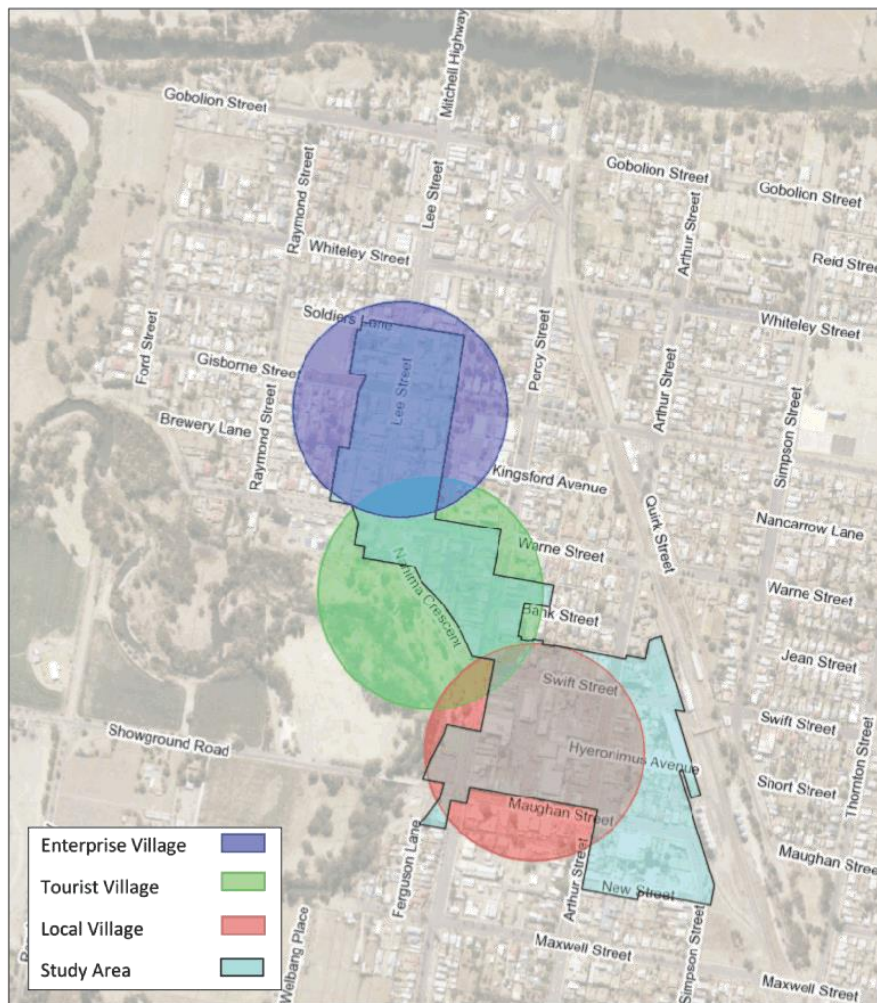 Mitchell Highway
Gobolion Street
Raymond Street
Lee Street
Gobolion Street
Gobolion Street
Arthur Street
Whiteley Street
Reid Stree
Soldiers Lane
Whiteley Street
Ford Street
Gisborne Street
Percy Street
Lee Street
Arthur Street
Simpson Street
Brewery Lane
Raymond Street
Kingsford Avenue
Quirk Street
Nancarrow Lane
Warne Street
Nanima Crescent
Warne Street
Bank Street
Jean Street
Swift Street
Showground Road
Swift Street
Hyeronimus Avenue
Thornton Street
Short Street
Maughan Street
Maughan Stree
Ferguson Lane
Arthur Street
New Street
Simpson Street
Maxwell Street
Welbang Place
Maxwell Street
Enterprise Village
Tourist Village
Local Village
Study Area